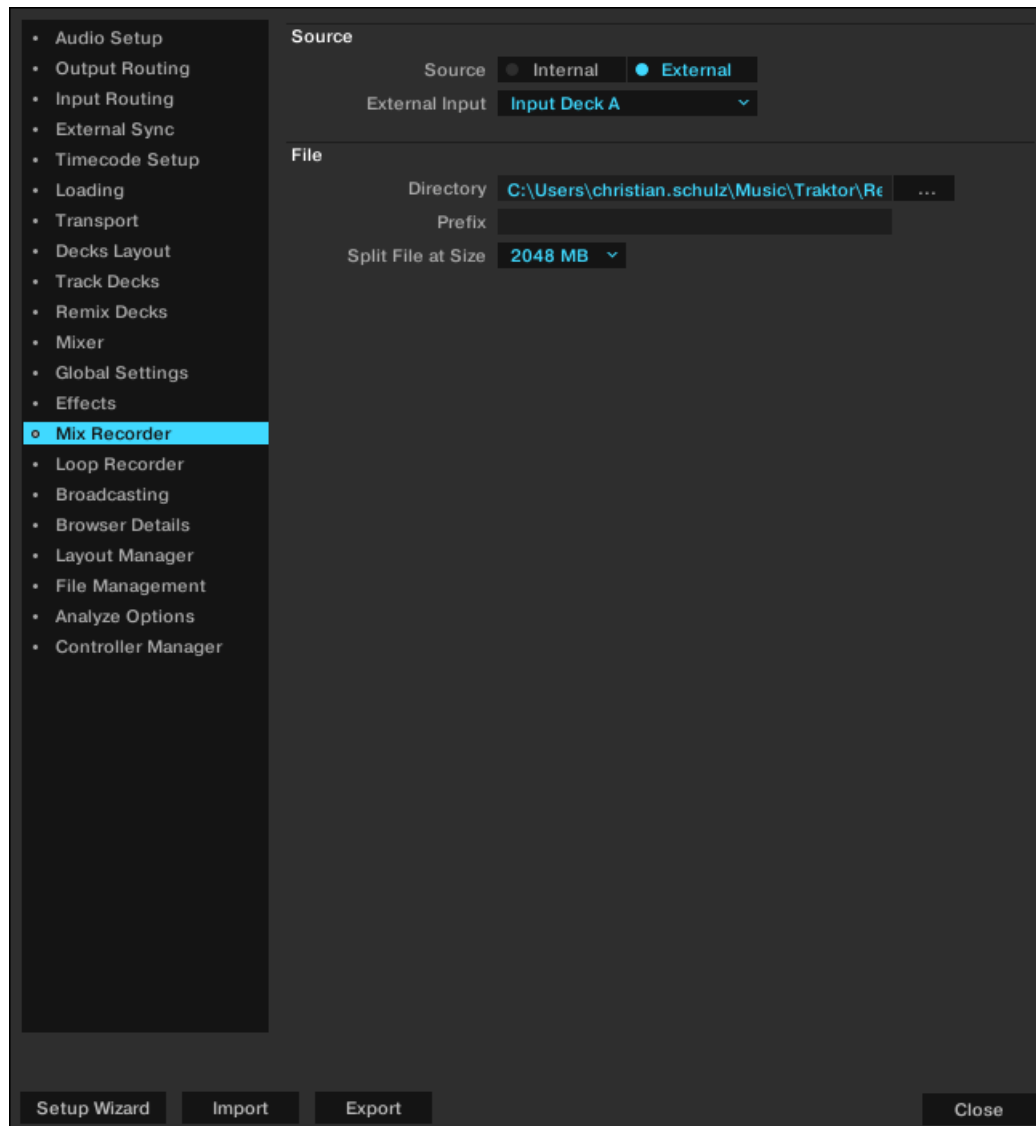 Audio Setup
Output Routing
Input Routing
External Sync
Timecode Setup
Loading
Transport
Decks Layout
Track Decks
Remix Decks
Mixer
Global Settings
Effects
Mix Recorder
Loop Recorder
Broadcasting
Browser Details
Layout Manager
File Management
Analyze Options
Controller Manager
Source
Source Internal External
External Input Input Deck A
File
Directory C:\Users\christian.schulz\Music\Traktor\Re ...
Prefix
Split File at Size 2048 MB
Setup Wizard Import Export Close